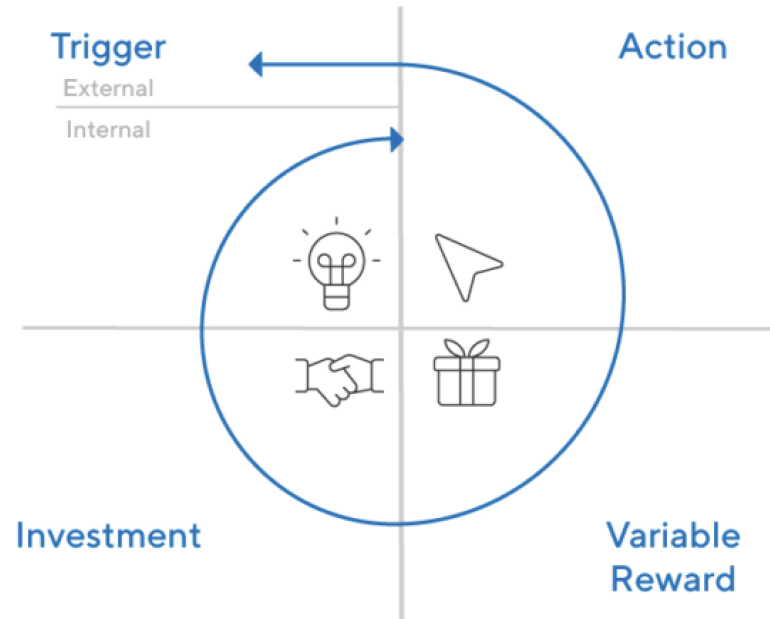 Trigger
External
Internal
Action
Investment
Variable
Reward